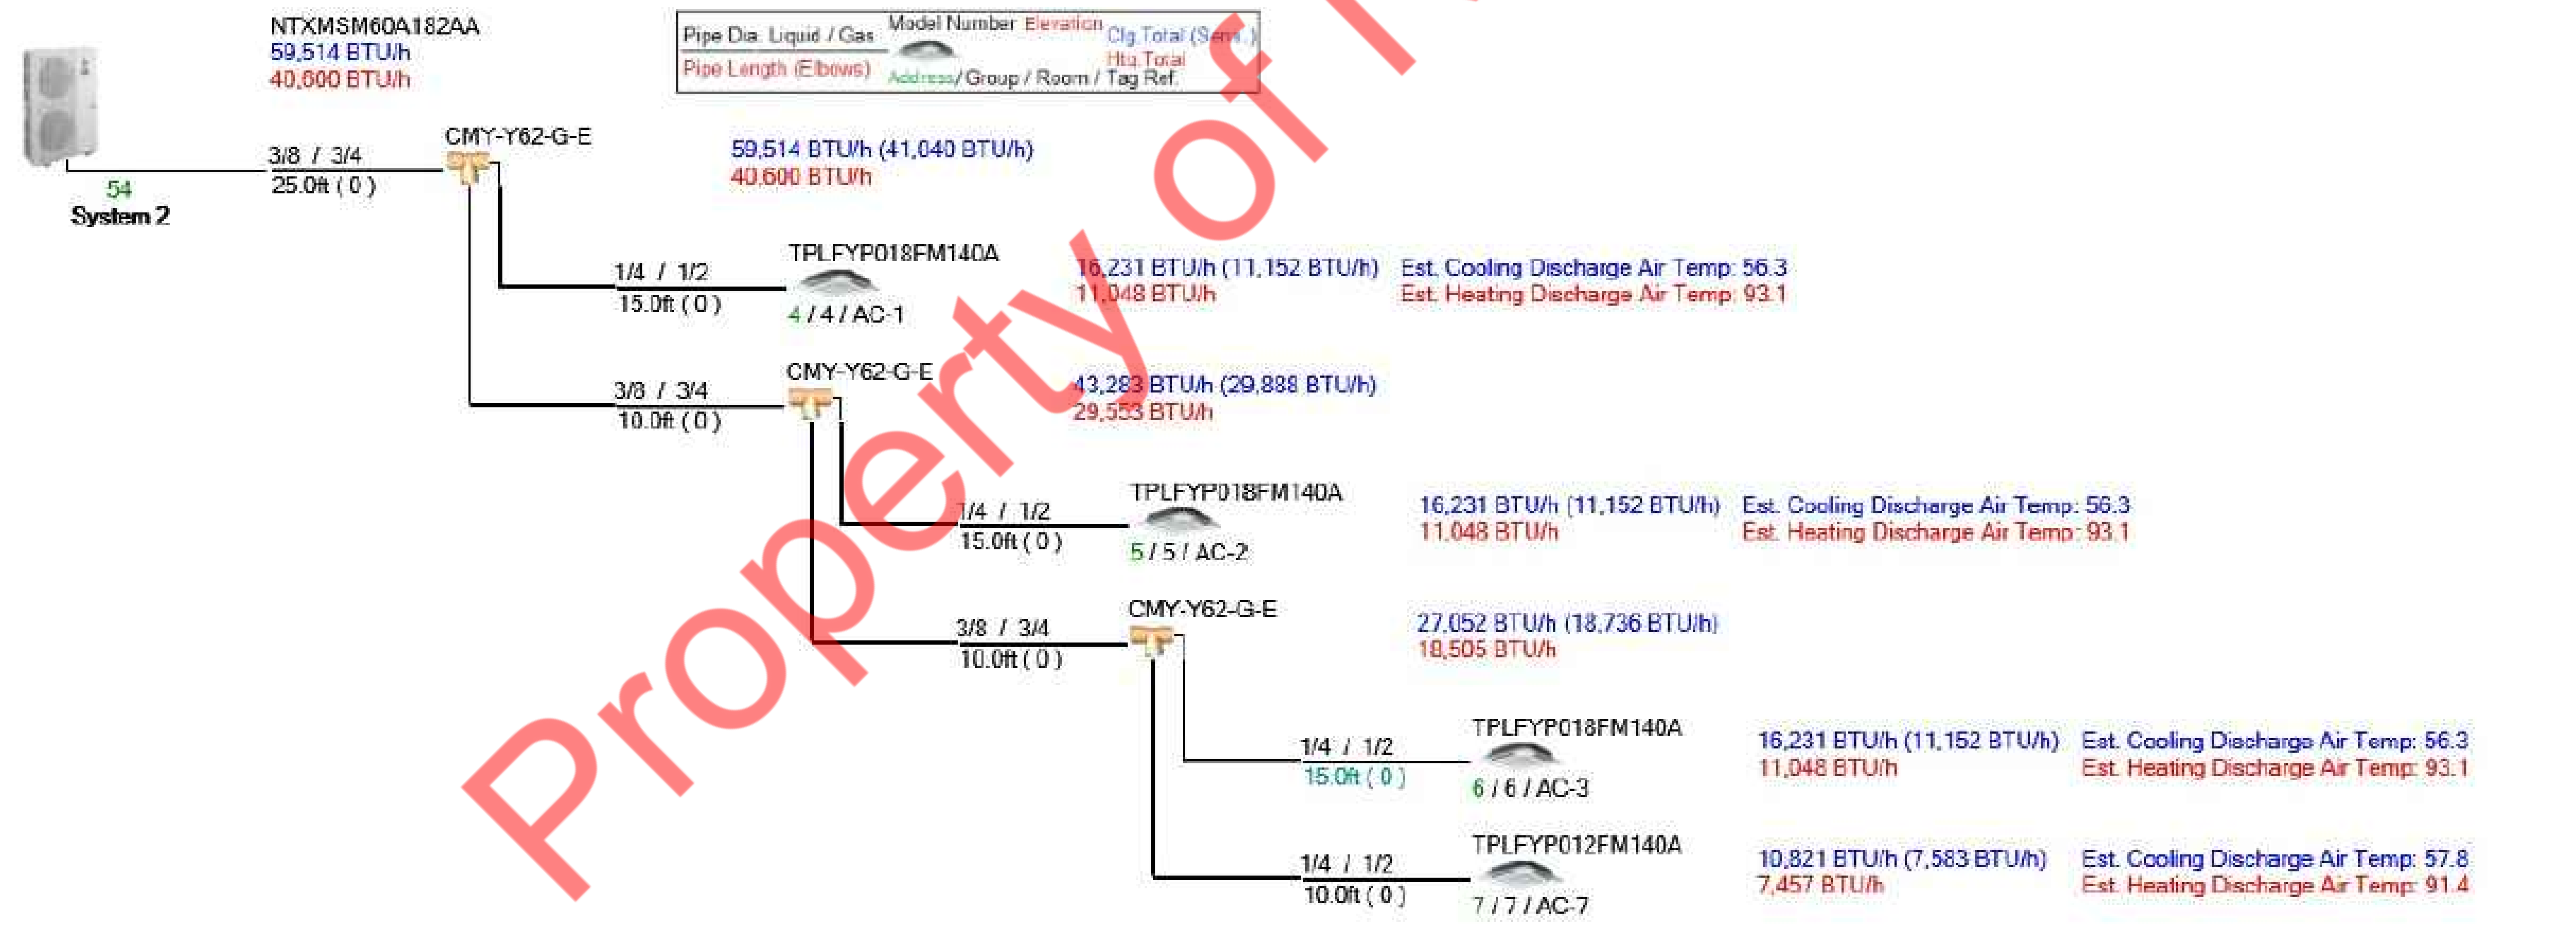 NTXMSM60A182AA
59,514 BTU/h
40,600 BTU/h
Pipe Dia. Liquid / Gas
Pipe Length (Elbows)
Model Number Elevation
Clg.Total (Sens.)
Htg.Total
Address / Group / Room / Tag Ref.
3/8 / 3/4
25.0ft ( 0 )
54
System 2
CMY-Y62-G-E
59,514 BTU/h (41,040 BTU/h)
40,600 BTU/h
1/4 / 1/2
15.0ft ( 0 )
TPLFYP018FM140A
4 / 4 / AC-1
16,231 BTU/h (11,152 BTU/h)
11,048 BTU/h
Est. Cooling Discharge Air Temp: 56.3
Est. Heating Discharge Air Temp: 93.1
3/8 / 3/4
10.0ft ( 0 )
CMY-Y62-G-E
43,283 BTU/h (29,888 BTU/h)
29,553 BTU/h
1/4 / 1/2
15.0ft ( 0 )
TPLFYP018FM140A
5 / 5 / AC-2
16,231 BTU/h (11,152 BTU/h)
11,048 BTU/h
Est. Cooling Discharge Air Temp: 56.3
Est. Heating Discharge Air Temp: 93.1
3/8 / 3/4
10.0ft ( 0 )
CMY-Y62-G-E
27,052 BTU/h (18,736 BTU/h)
18,505 BTU/h
1/4 / 1/2
15.0ft ( 0 )
TPLFYP018FM140A
6 / 6 / AC-3
16,231 BTU/h (11,152 BTU/h)
11,048 BTU/h
Est. Cooling Discharge Air Temp: 56.3
Est. Heating Discharge Air Temp: 93.1
1/4 / 1/2
10.0ft ( 0 )
TPLFYP012FM140A
7 / 7 / AC-7
10,821 BTU/h (7,583 BTU/h)
7,457 BTU/h
Est. Cooling Discharge Air Temp: 57.8
Est. Heating Discharge Air Temp: 91.4
Property of